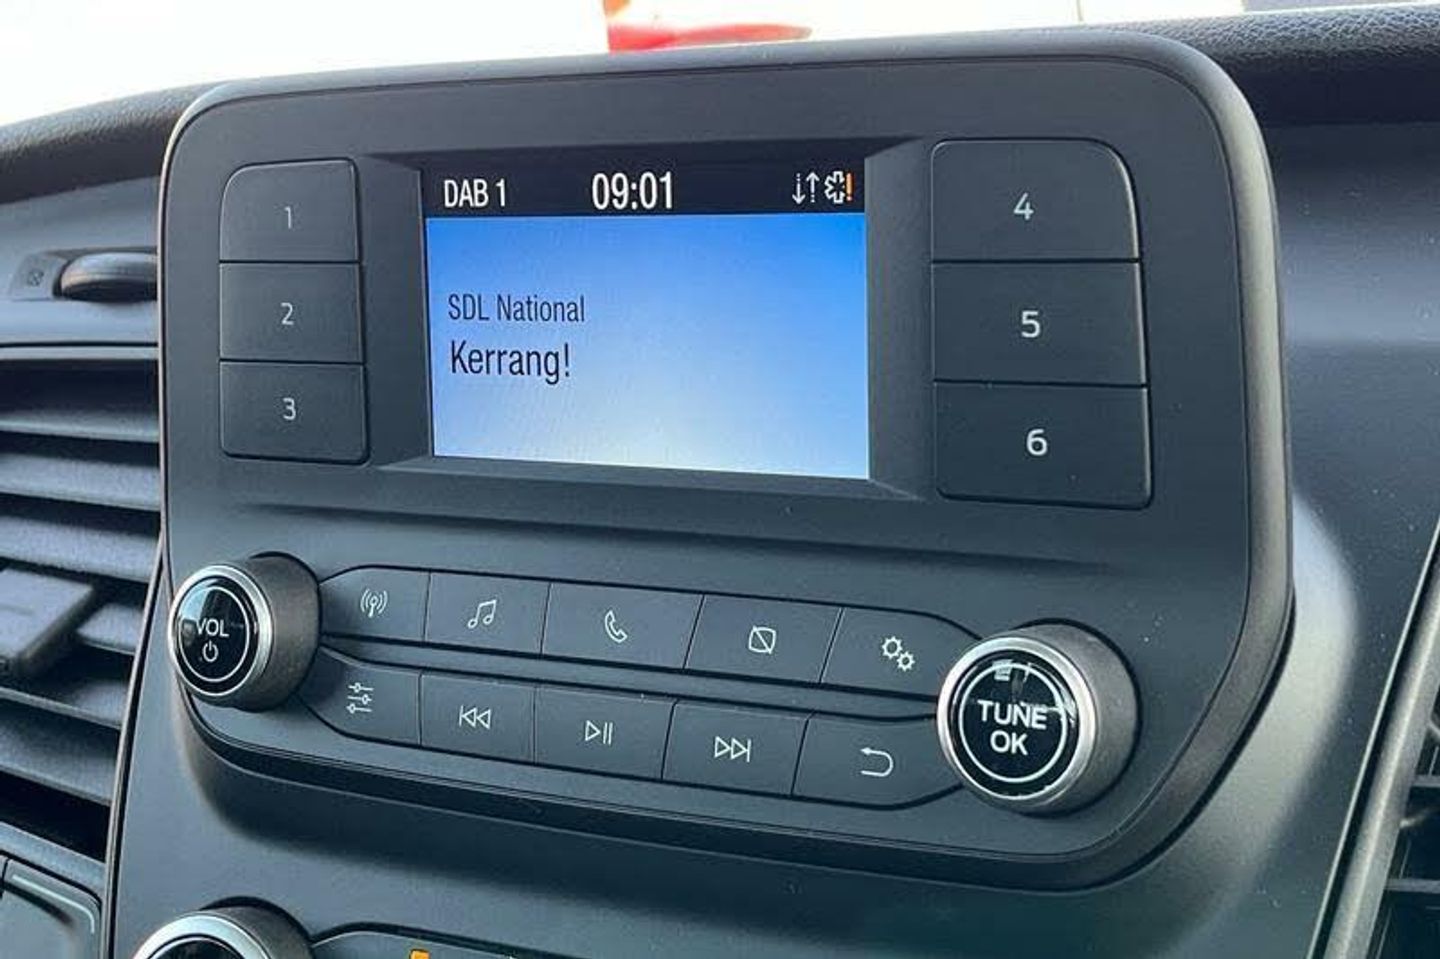 DAB 1 09:01
SDL National
Kerrang!
1
2
3
4
5
6
VOL
TUNE
OK